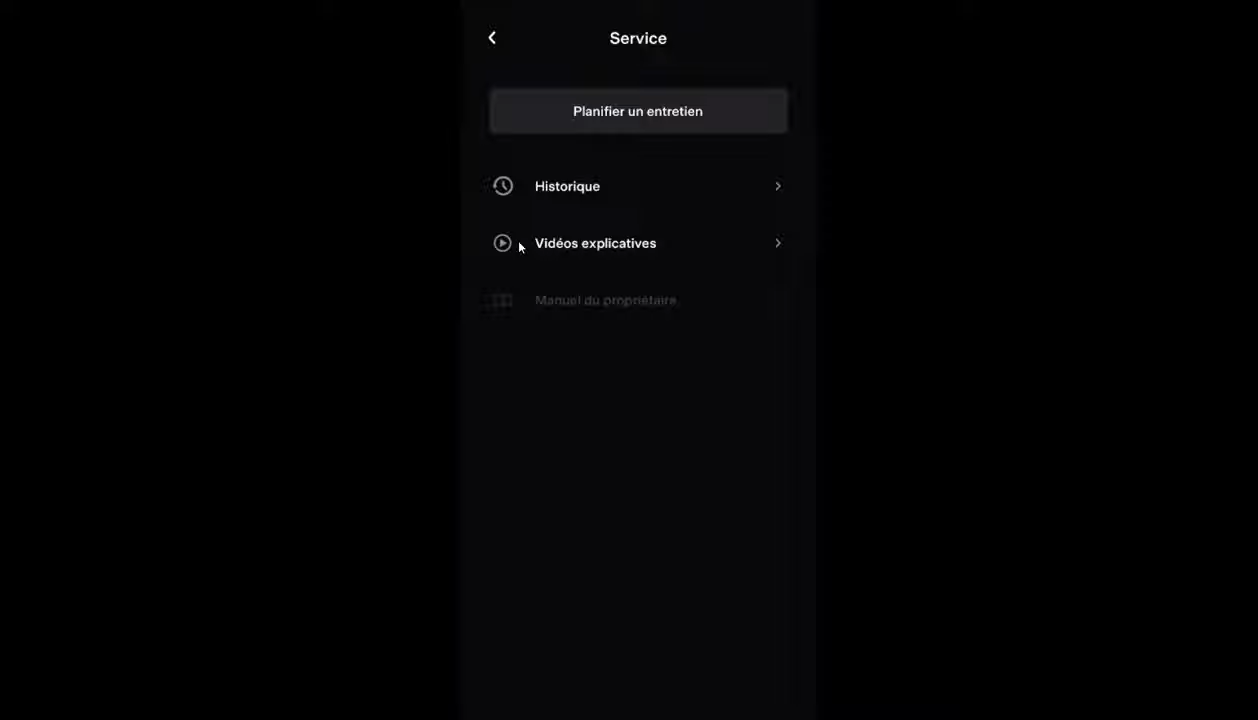 Service
Planifier un entretien
Historique
Vidéos explicatives
Manuel du propriétaire